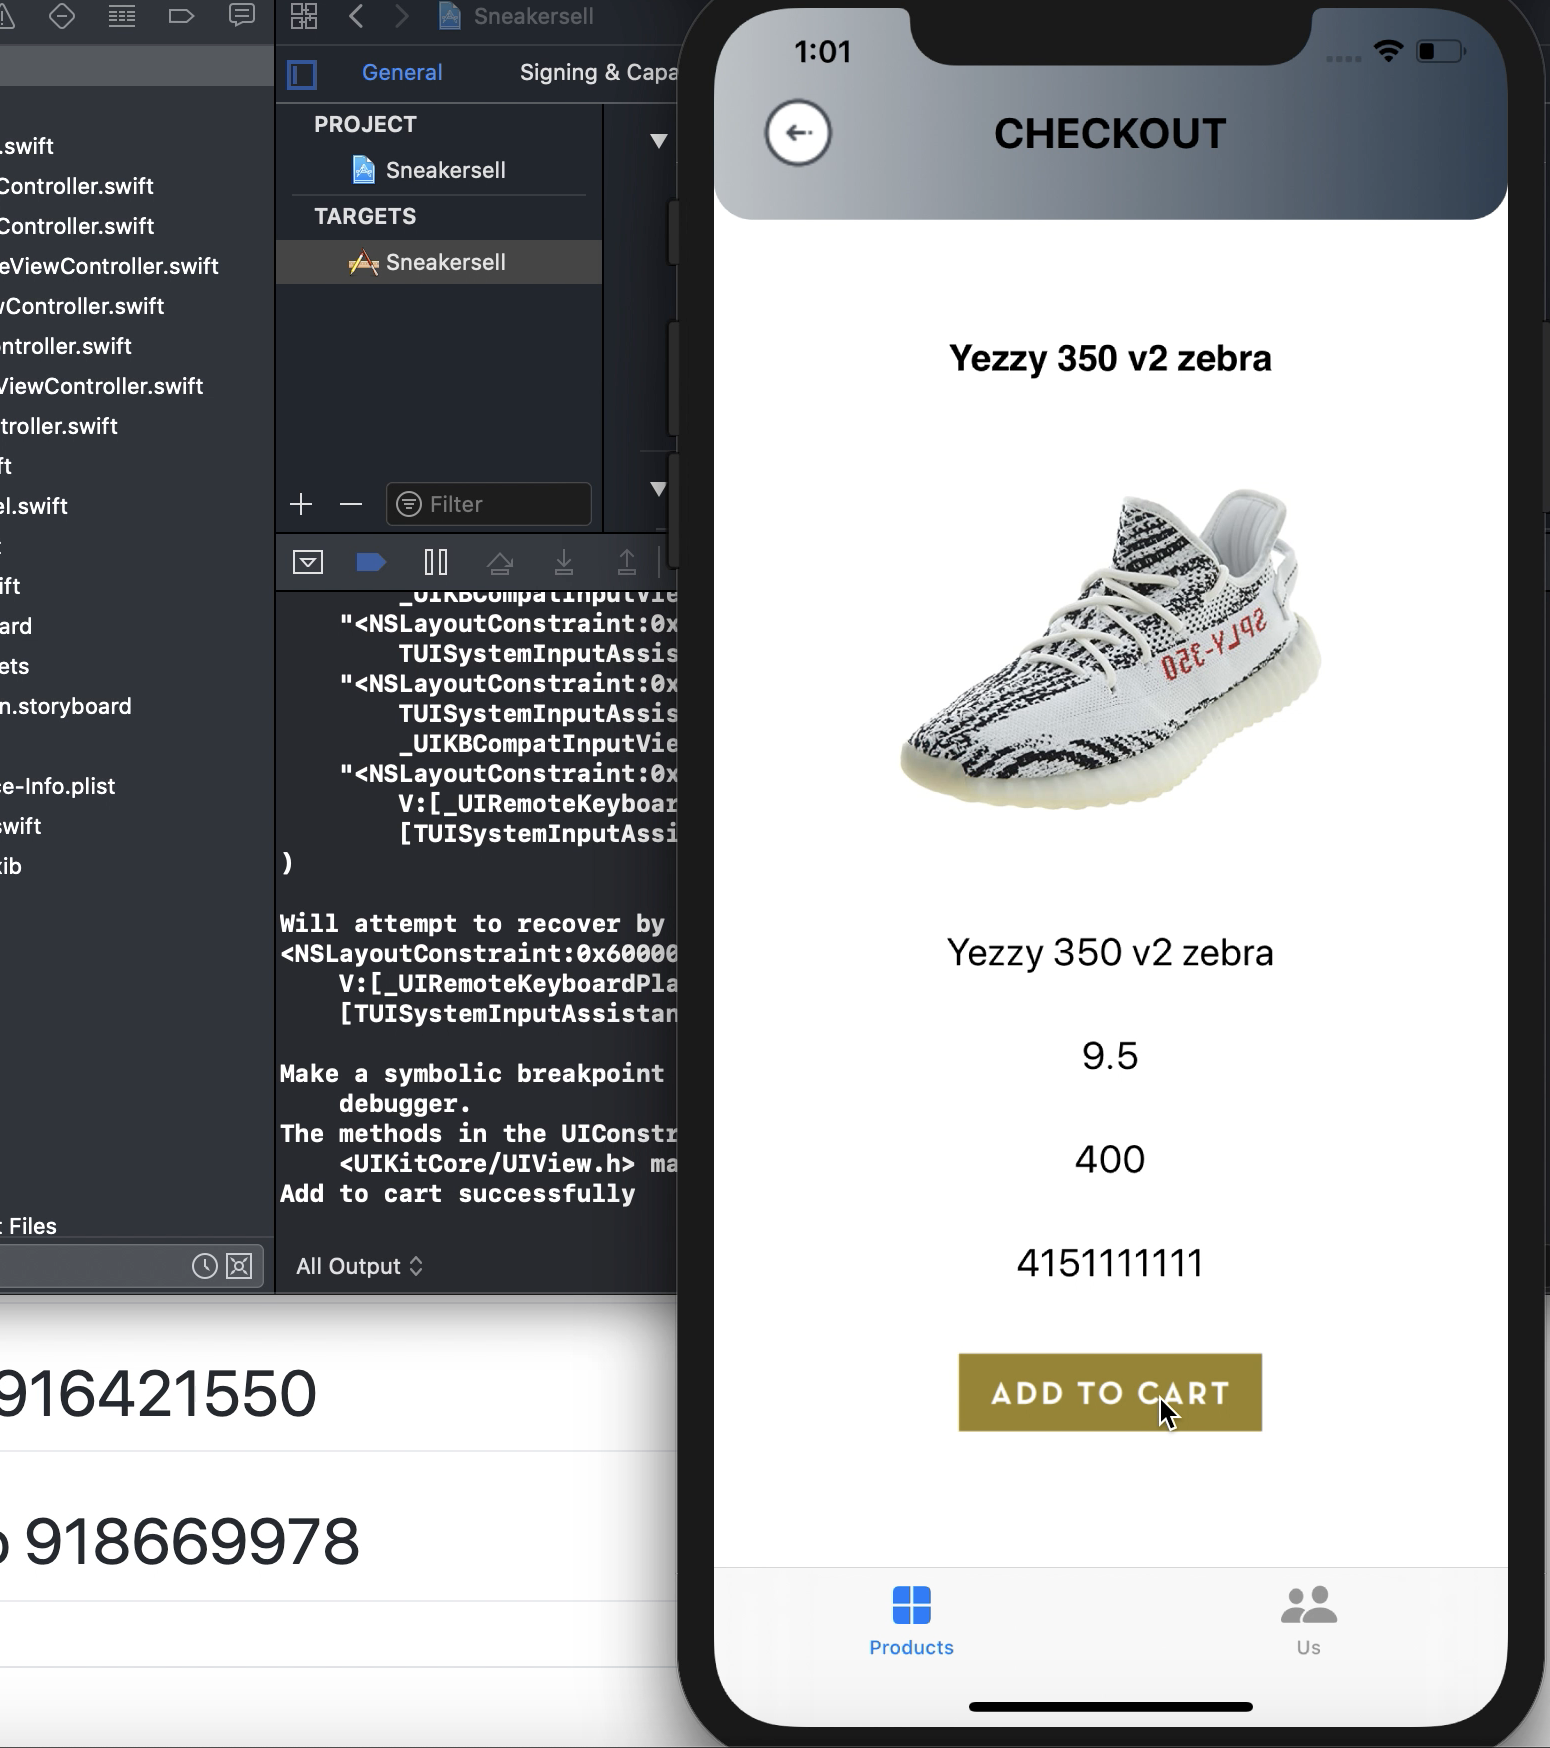 Sneakersell
General
Signing & Capa
PROJECT
Sneakersell
TARGETS
Sneakersell
Filter
.swift
Controller.swift
Controller.swift
eViewController.swift
wController.swift
ontroller.swift
ViewController.swift
troller.swift
ft
el.swift
t
ift
ard
ets
n.storyboard
ce-Info.plist
swift
xib
t Files
_UIKBCompatInputVie
"<NSLayoutConstraint:0x
TUISystemInputAssis
"<NSLayoutConstraint:0x
TUISystemInputAssis
_UIKBCompatInputVie
"<NSLayoutConstraint:0x
V:[_UIRemoteKeyboar
[TUISystemInputAssi
)
Will attempt to recover by
<NSLayoutConstraint:0x60000
V:[_UIRemoteKeyboardPla
[TUISystemInputAssistan
Make a symbolic breakpoint
debugger.
The methods in the UIConstr
<UIKitCore/UIView.h> ma
Add to cart successfully
All Output
916421550
918669978
1:01
CHECKOUT
Yezzy 350 v2 zebra
SPLY-350
Yezzy 350 v2 zebra
9.5
400
4151111111
ADD TO CART
Products
Us